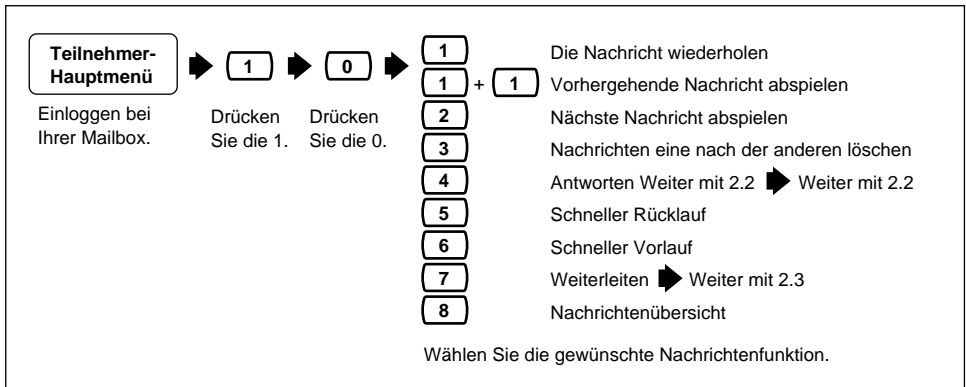 Teilnehmer-
Hauptmenü
1
0
Einloggen bei
Ihrer Mailbox.
Drücken
Sie die 1.
Drücken
Sie die 0.
1 Die Nachricht wiederholen
1 + 1 Vorhergehende Nachricht abspielen
2 Nächste Nachricht abspielen
3 Nachrichten eine nach der anderen löschen
4 Antworten Weiter mit 2.2 Weiter mit 2.2
5 Schneller Rücklauf
6 Schneller Vorlauf
7 Weiterleiten Weiter mit 2.3
8 Nachrichtenübersicht
Wählen Sie die gewünschte Nachrichtenfunktion.